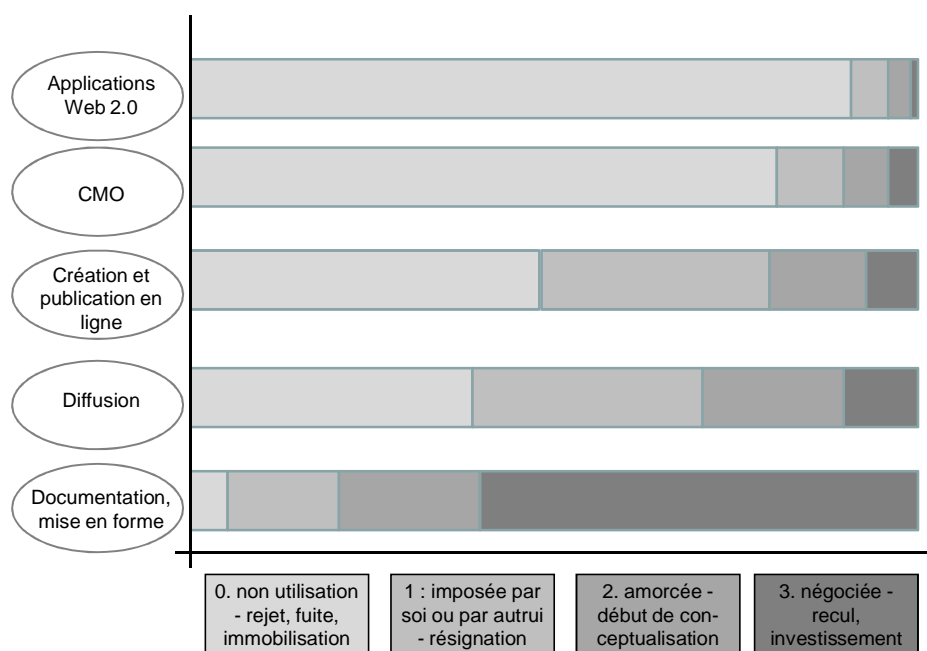 Applications
Web 2.0
CMO
Création et
publication en
ligne
Diffusion
Documentation,
mise en forme
0. non utilisation
- rejet, fuite,
immobilisation
1 : imposée par
soi ou par autrui
- résignation
2. amorcée -
début de con-
ceptualisation
3. négociée -
recul,
investissement